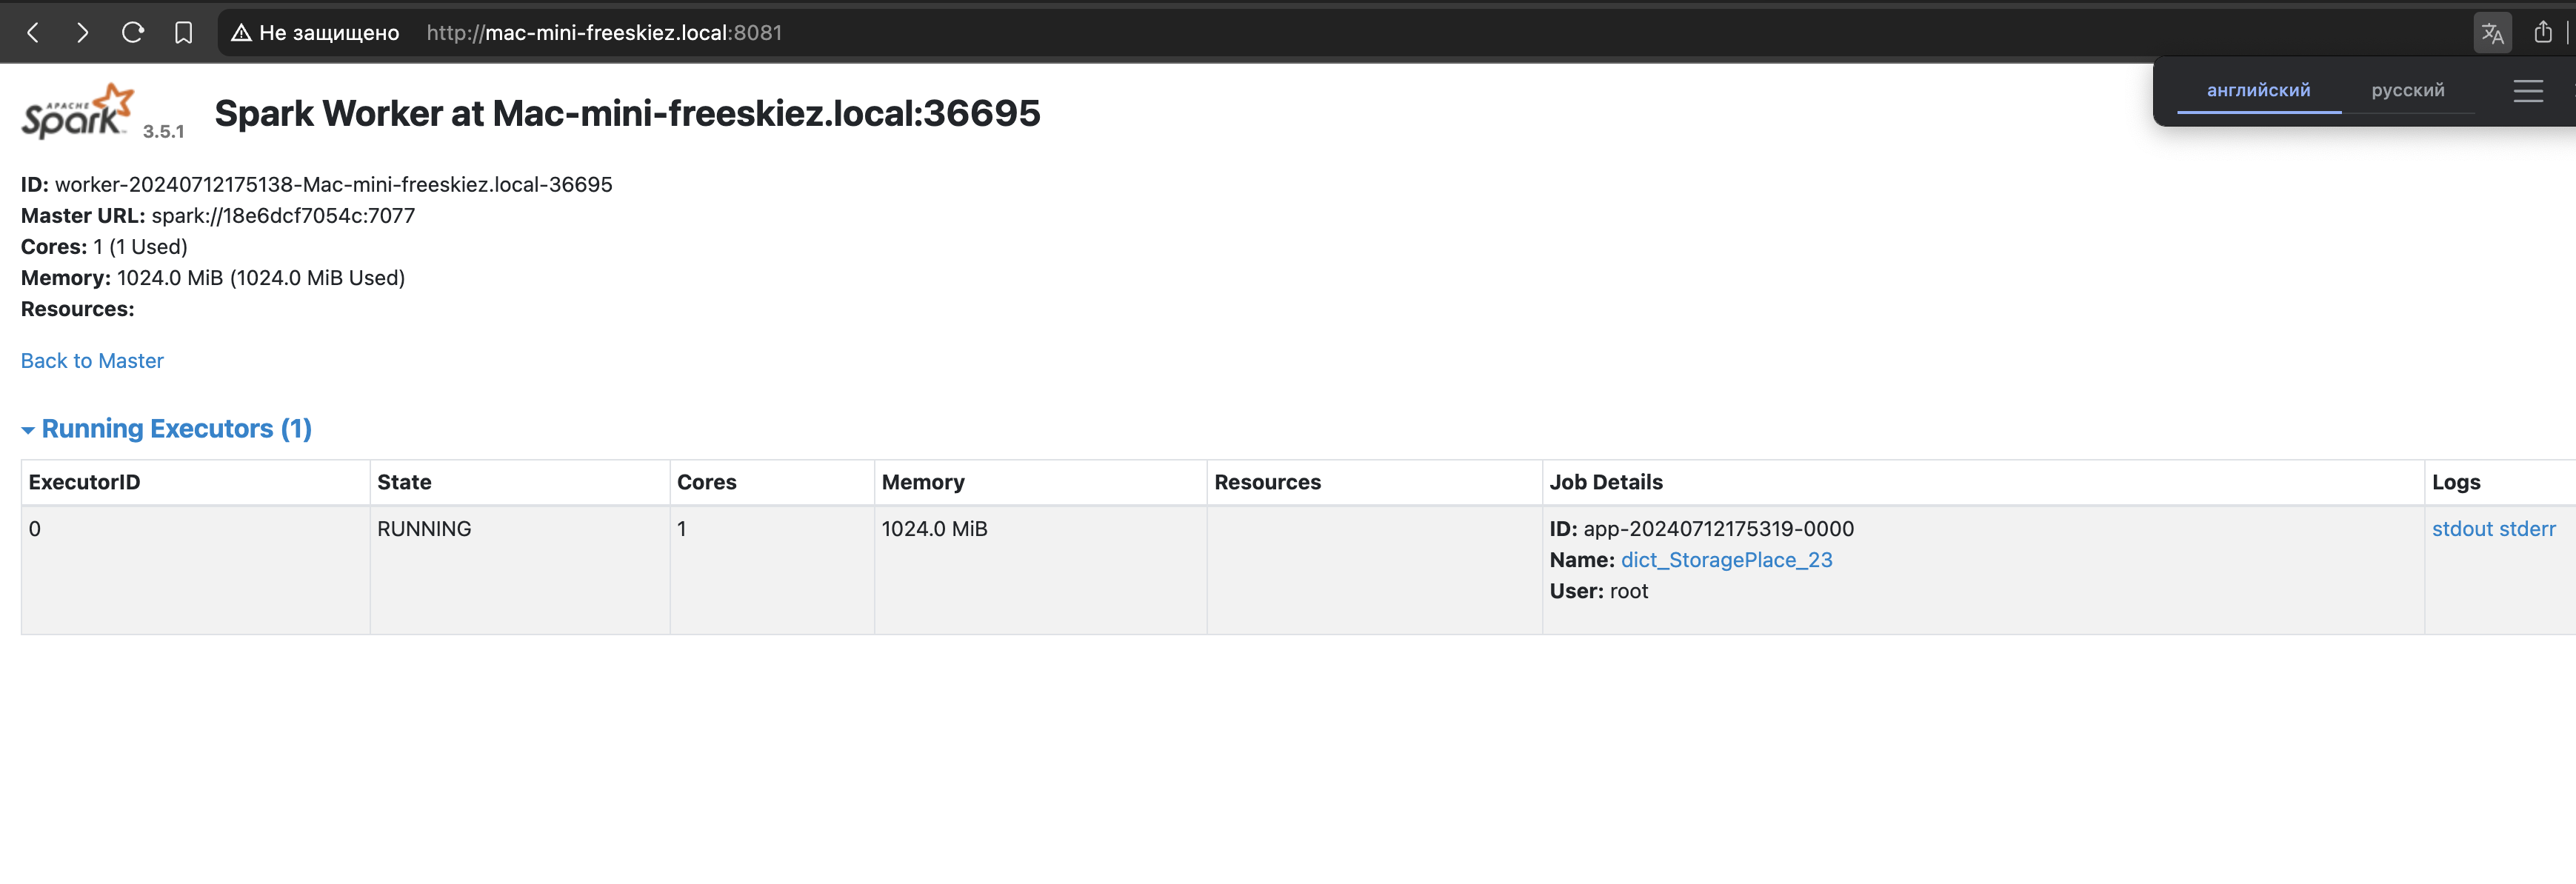 Не защищено http://mac-mini-freeskiez.local:8081
английский русский
APACHE
Spark 3.5.1
Spark Worker at Mac-mini-freeskiez.local:36695
ID: worker-20240712175138-Mac-mini-freeskiez.local-36695
Master URL: spark://18e6dcf7054c:7077
Cores: 1 (1 Used)
Memory: 1024.0 MiB (1024.0 MiB Used)
Resources:
Back to Master
Running Executors (1)
ExecutorID State Cores Memory Resources Job Details Logs
0 RUNNING 1 1024.0 MiB ID: app-20240712175319-0000 stdout stderr
Name: dict_StoragePlace_23
User: root